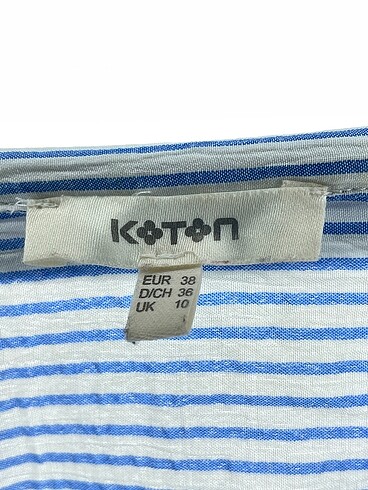 KOTON
EUR 38
D/CH 36
UK 10